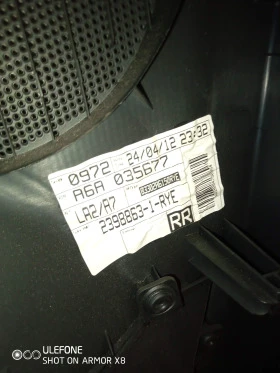 0972 24/04/12 23:32
A6A 035677
LA2/A7
2398863-1-RYE
RR
ULEFONE
SHOT ON ARMOR X8